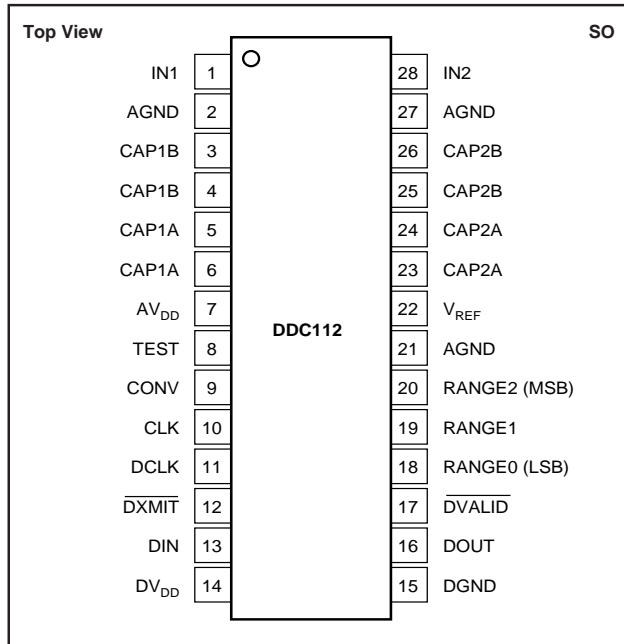 Top View SO
IN1 1 28 IN2
AGND 2 27 AGND
CAP1B 3 26 CAP2B
CAP1B 4 25 CAP2B
CAP1A 5 24 CAP2A
CAP1A 6 23 CAP2A
AVDD 7 22 VREF
DDC112
TEST 8 21 AGND
CONV 9 20 RANGE2 (MSB)
CLK 10 19 RANGE1
DCLK 11 18 RANGE0 (LSB)
DXMIT 12 17 DVALID
DIN 13 16 DOUT
DVDD 14 15 DGND